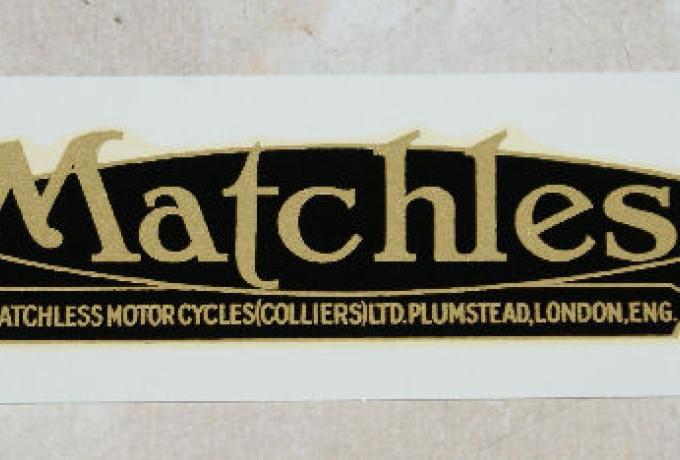 Matchles
ATCHLESS MOTOR CYCLES(COLLIERS)LTD.PLUMSTEAD,LONDON,ENG.